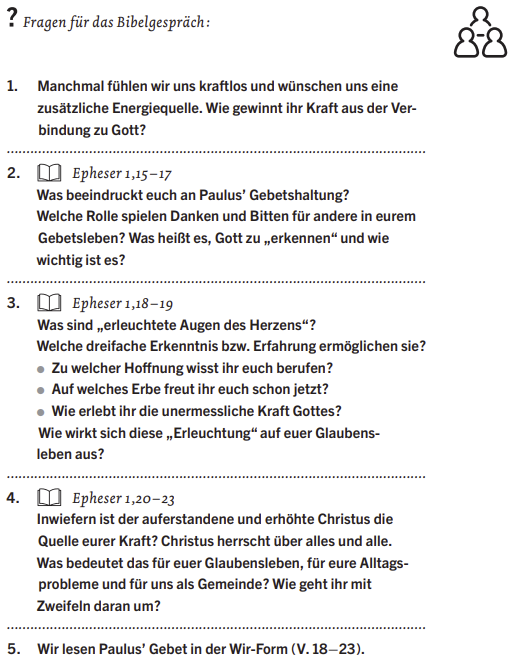 ? Fragen für das Bibelgespräch:
1. Manchmal fühlen wir uns kraftlos und wünschen uns eine
zusätzliche Energiequelle. Wie gewinnt ihr Kraft aus der Ver-
bindung zu Gott?
2. Epheser 1,15–17
Was beeindruckt euch an Paulus’ Gebetshaltung?
Welche Rolle spielen Danken und Bitten für andere in eurem
Gebetsleben? Was heißt es, Gott zu „erkennen“ und wie
wichtig ist es?
3. Epheser 1,18–19
Was sind „erleuchtete Augen des Herzens“?
Welche dreifache Erkenntnis bzw. Erfahrung ermöglichen sie?
● Zu welcher Hoffnung wisst ihr euch berufen?
● Auf welches Erbe freut ihr euch schon jetzt?
● Wie erlebt ihr die unermessliche Kraft Gottes?
Wie wirkt sich diese „Erleuchtung“ auf euer Glaubens-
leben aus?
4. Epheser 1,20–23
Inwiefern ist der auferstandene und erhöhte Christus die
Quelle eurer Kraft? Christus herrscht über alles und alle.
Was bedeutet das für euer Glaubensleben, für eure Alltags-
probleme und für uns als Gemeinde? Wie geht ihr mit
Zweifeln daran um?
5. Wir lesen Paulus’ Gebet in der Wir-Form (V. 18–23).